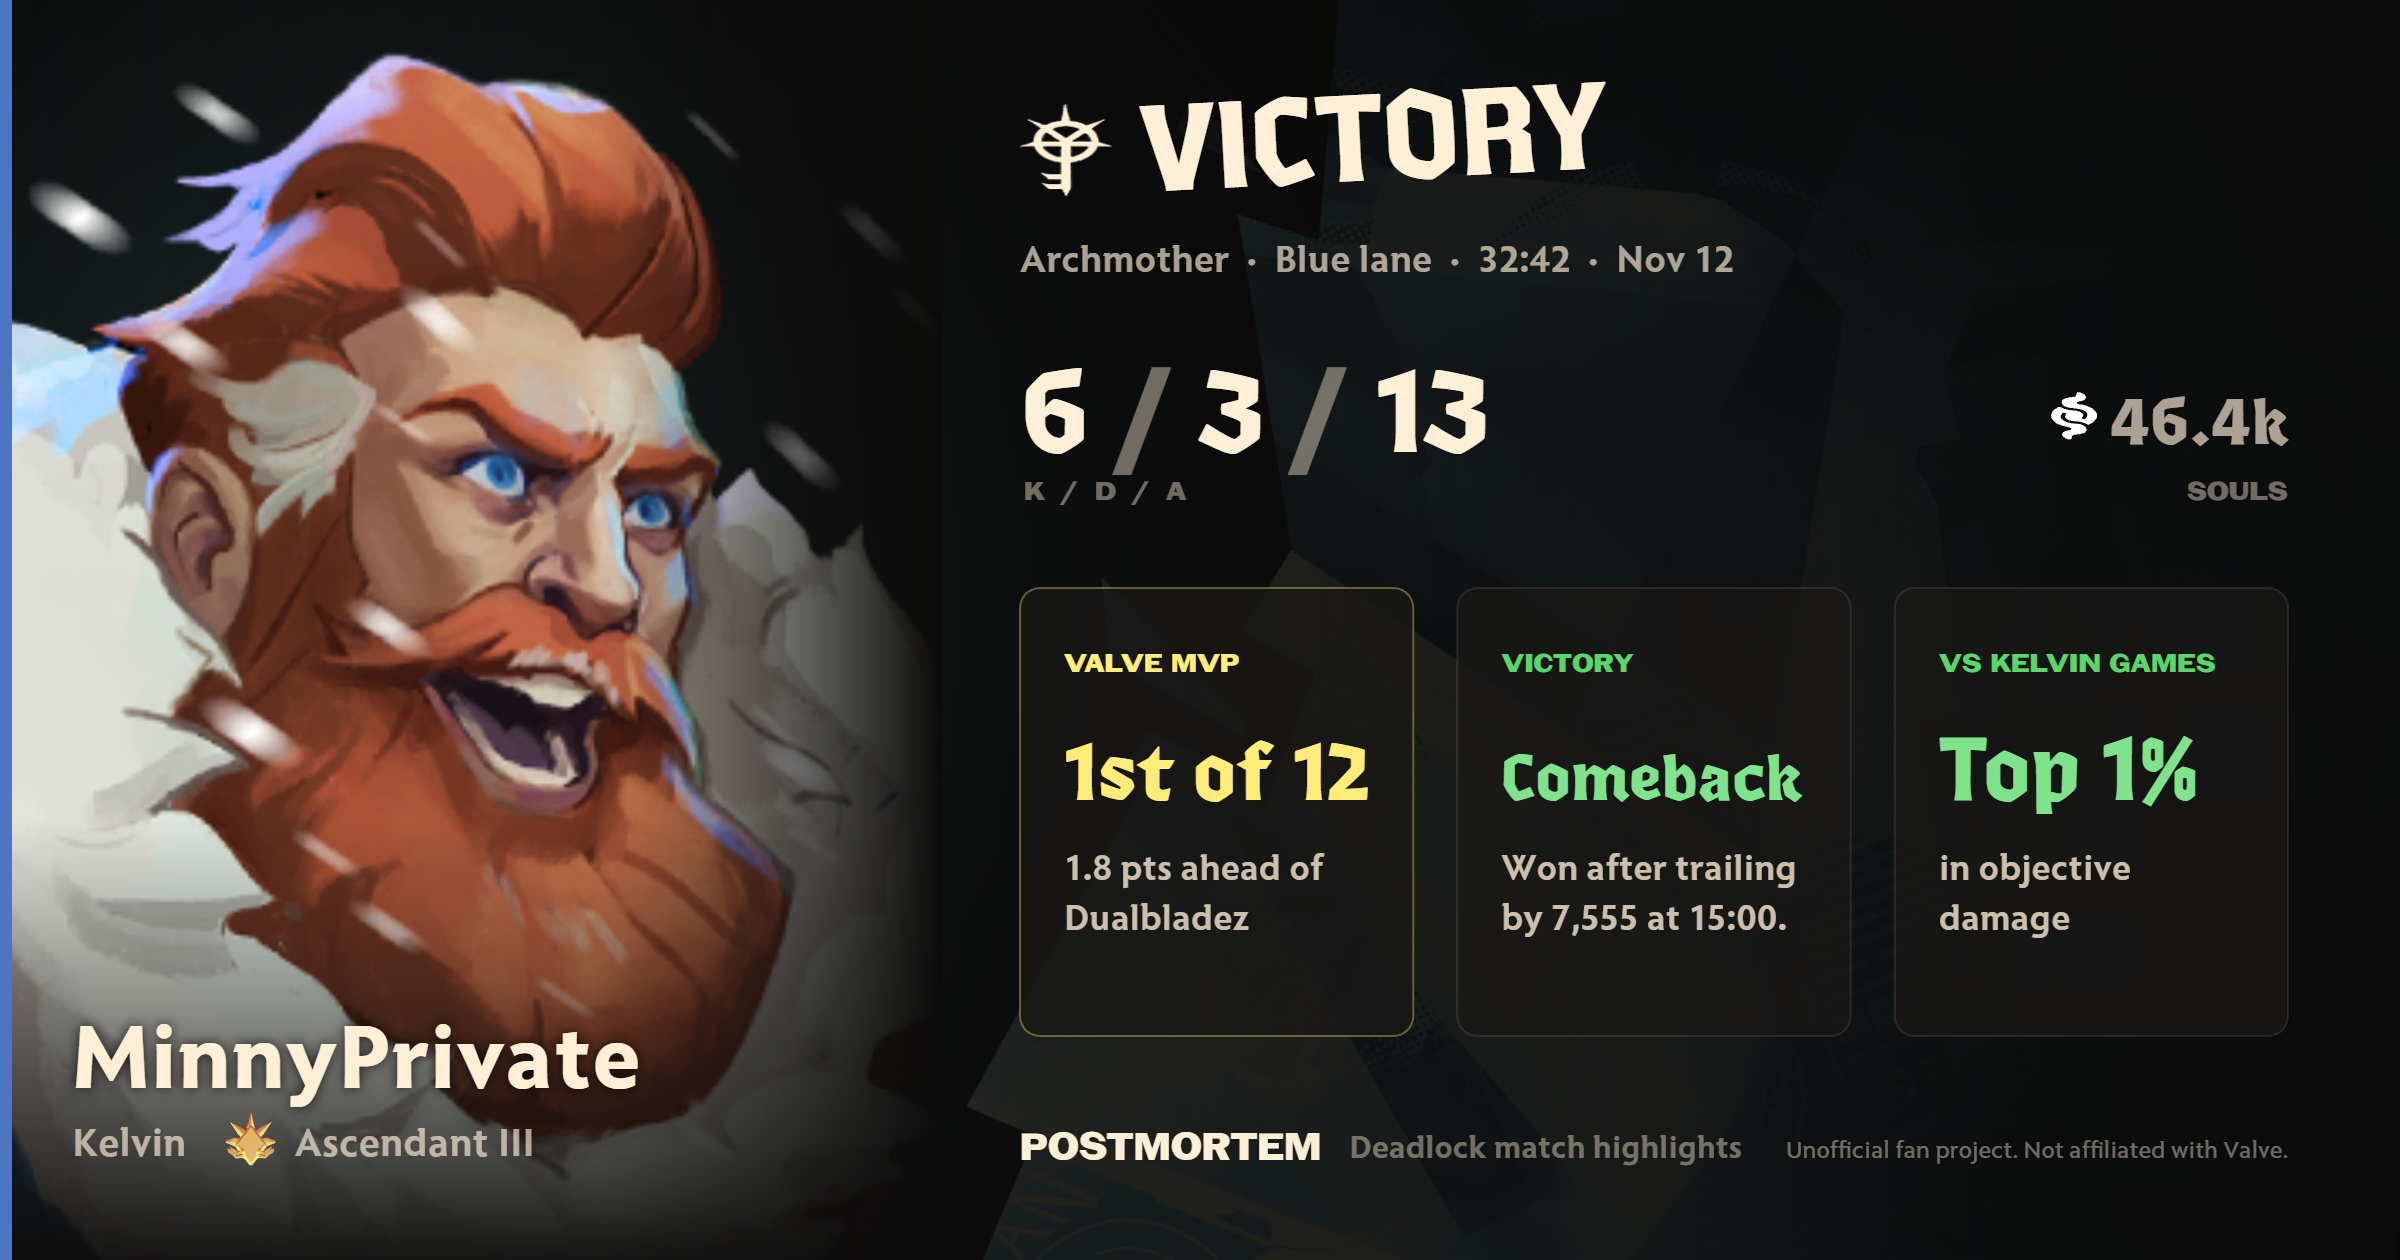 VICTORY
Archmother · Blue lane · 32:42 · Nov 12
6 / 3 / 13
K / D / A
46.4k
SOULS
VALVE MVP
1st of 12
1.8 pts ahead of
Dualbladez
VICTORY
Comeback
Won after trailing
by 7,555 at 15:00.
VS KELVIN GAMES
Top 1%
in objective
damage
MinnyPrivate
Kelvin Ascendant III
POSTMORTEM Deadlock match highlights Unofficial fan project. Not affiliated with Valve.